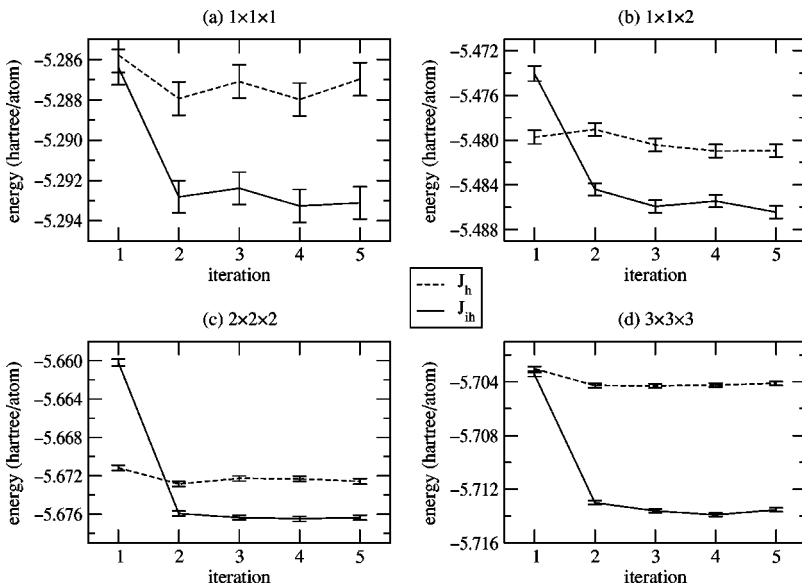 (a) 1×1×1
energy (hartree/atom)
−5.286
−5.288
−5.290
−5.292
−5.294
1 2 3 4 5
iteration
(b) 1×1×2
energy (hartree/atom)
−5.472
−5.476
−5.480
−5.484
−5.488
1 2 3 4 5
iteration
J_h
J_ih
(c) 2×2×2
energy (hartree/atom)
−5.660
−5.664
−5.668
−5.672
−5.676
1 2 3 4 5
iteration
(d) 3×3×3
energy (hartree/atom)
−5.704
−5.708
−5.712
−5.716
1 2 3 4 5
iteration